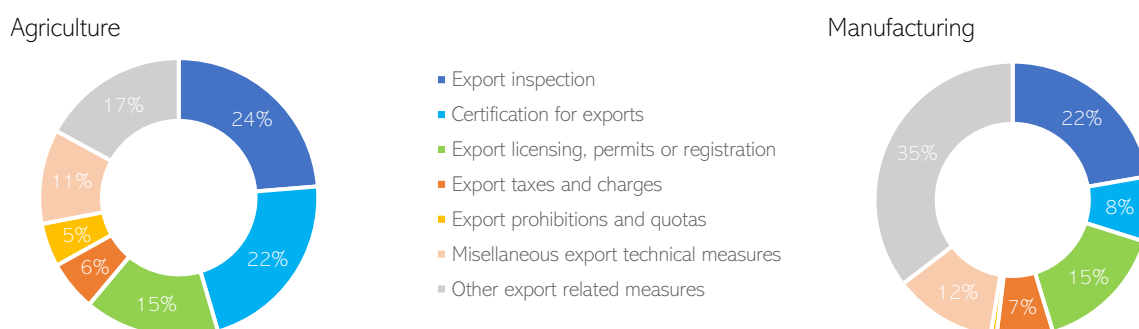 Agriculture
24%
22%
15%
6%
5%
11%
17%
Export inspection
Certification for exports
Export licensing, permits or registration
Export taxes and charges
Export prohibitions and quotas
Misellaneous export technical measures
Other export related measures
Manufacturing
22%
8%
15%
7%
12%
35%